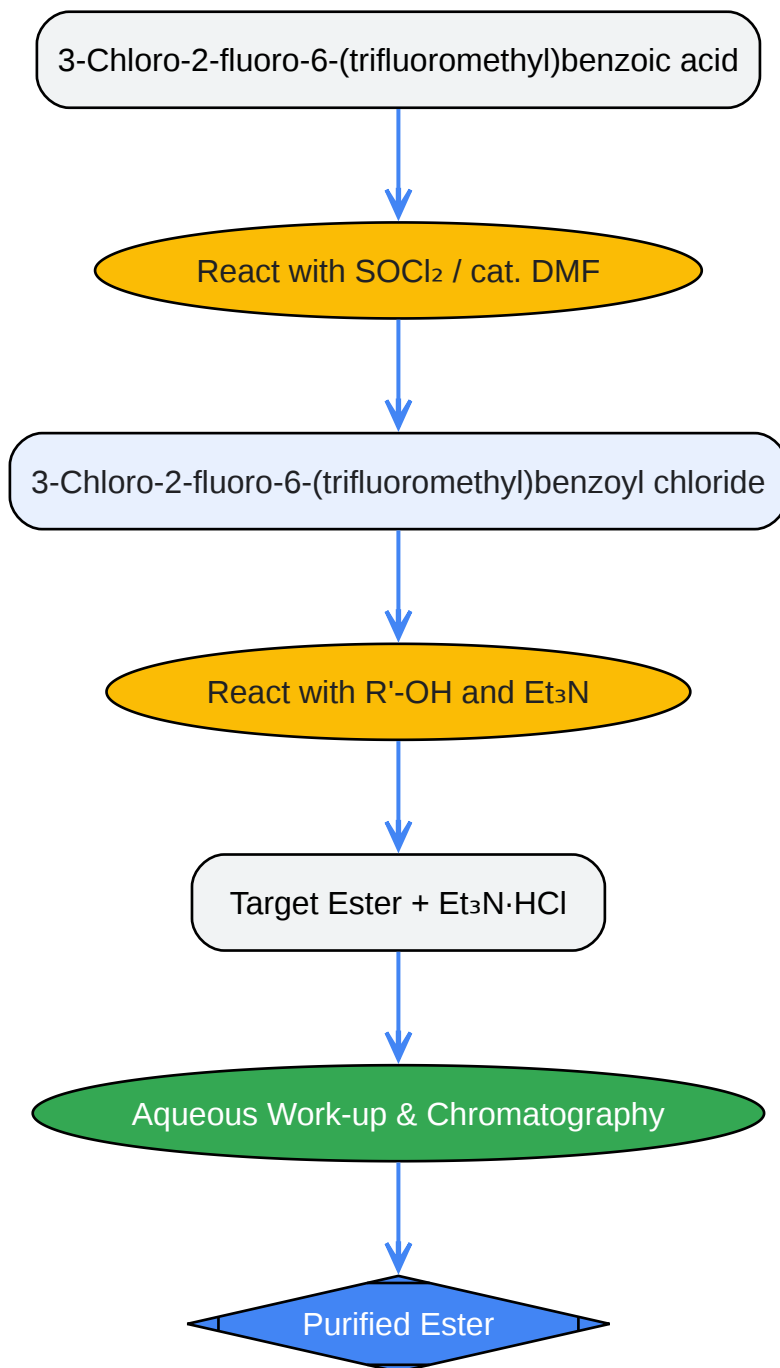 3-Chloro-2-fluoro-6-(trifluoromethyl)benzoic acid
React with SOCl₂ / cat. DMF
3-Chloro-2-fluoro-6-(trifluoromethyl)benzoyl chloride
React with R'-OH and Et₃N
Target Ester + Et₃N·HCl
Aqueous Work-up & Chromatography
Purified Ester